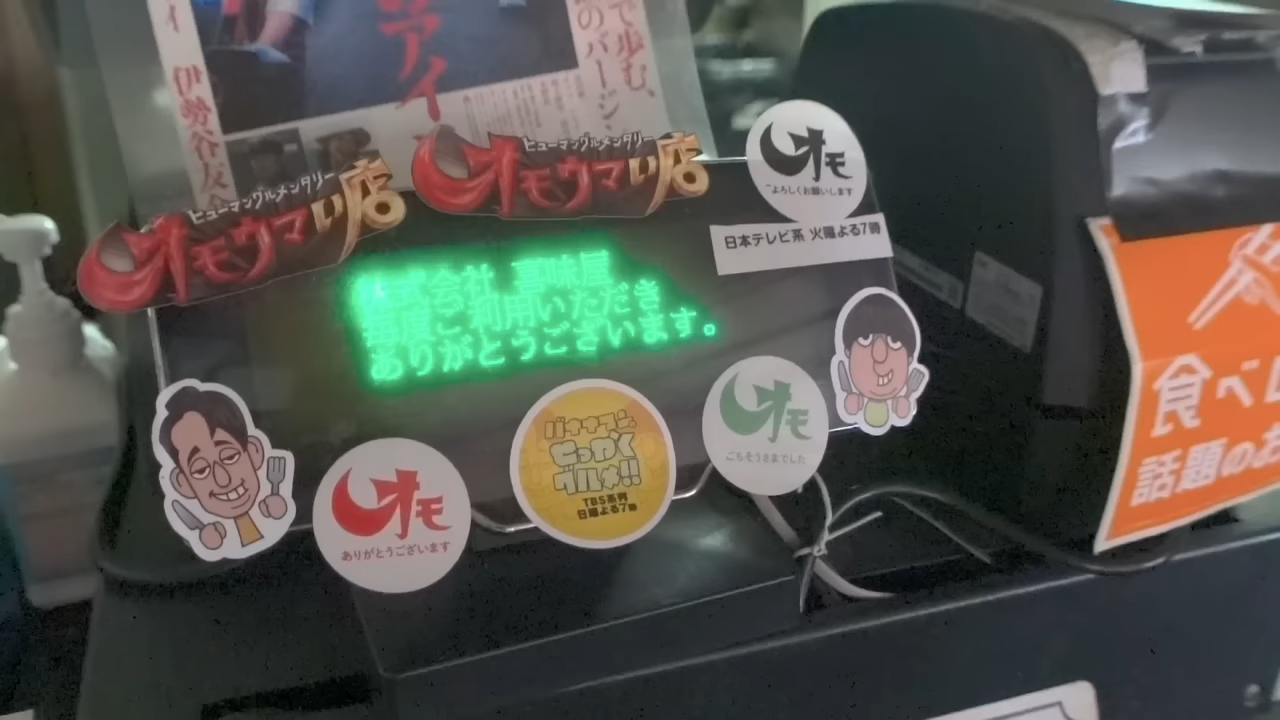 のアイ
で歩む、
のバージ
イ 伊勢谷友
ヒューマングルメンタリー
オモウマい店
ヒューマングルメンタリー
オモウマい店
オモ
よろしくお願いします
日本テレビ系 火曜よる7時
株式会社 喜味屋
毎度ご利用いただき
ありがとうございます。
オモ
ありがとうございます
バナナマンの
せっかく
グルメ!!
TBS系列
日曜よる7時
オモ
ごちそうさまでした
食べロ
話題のお